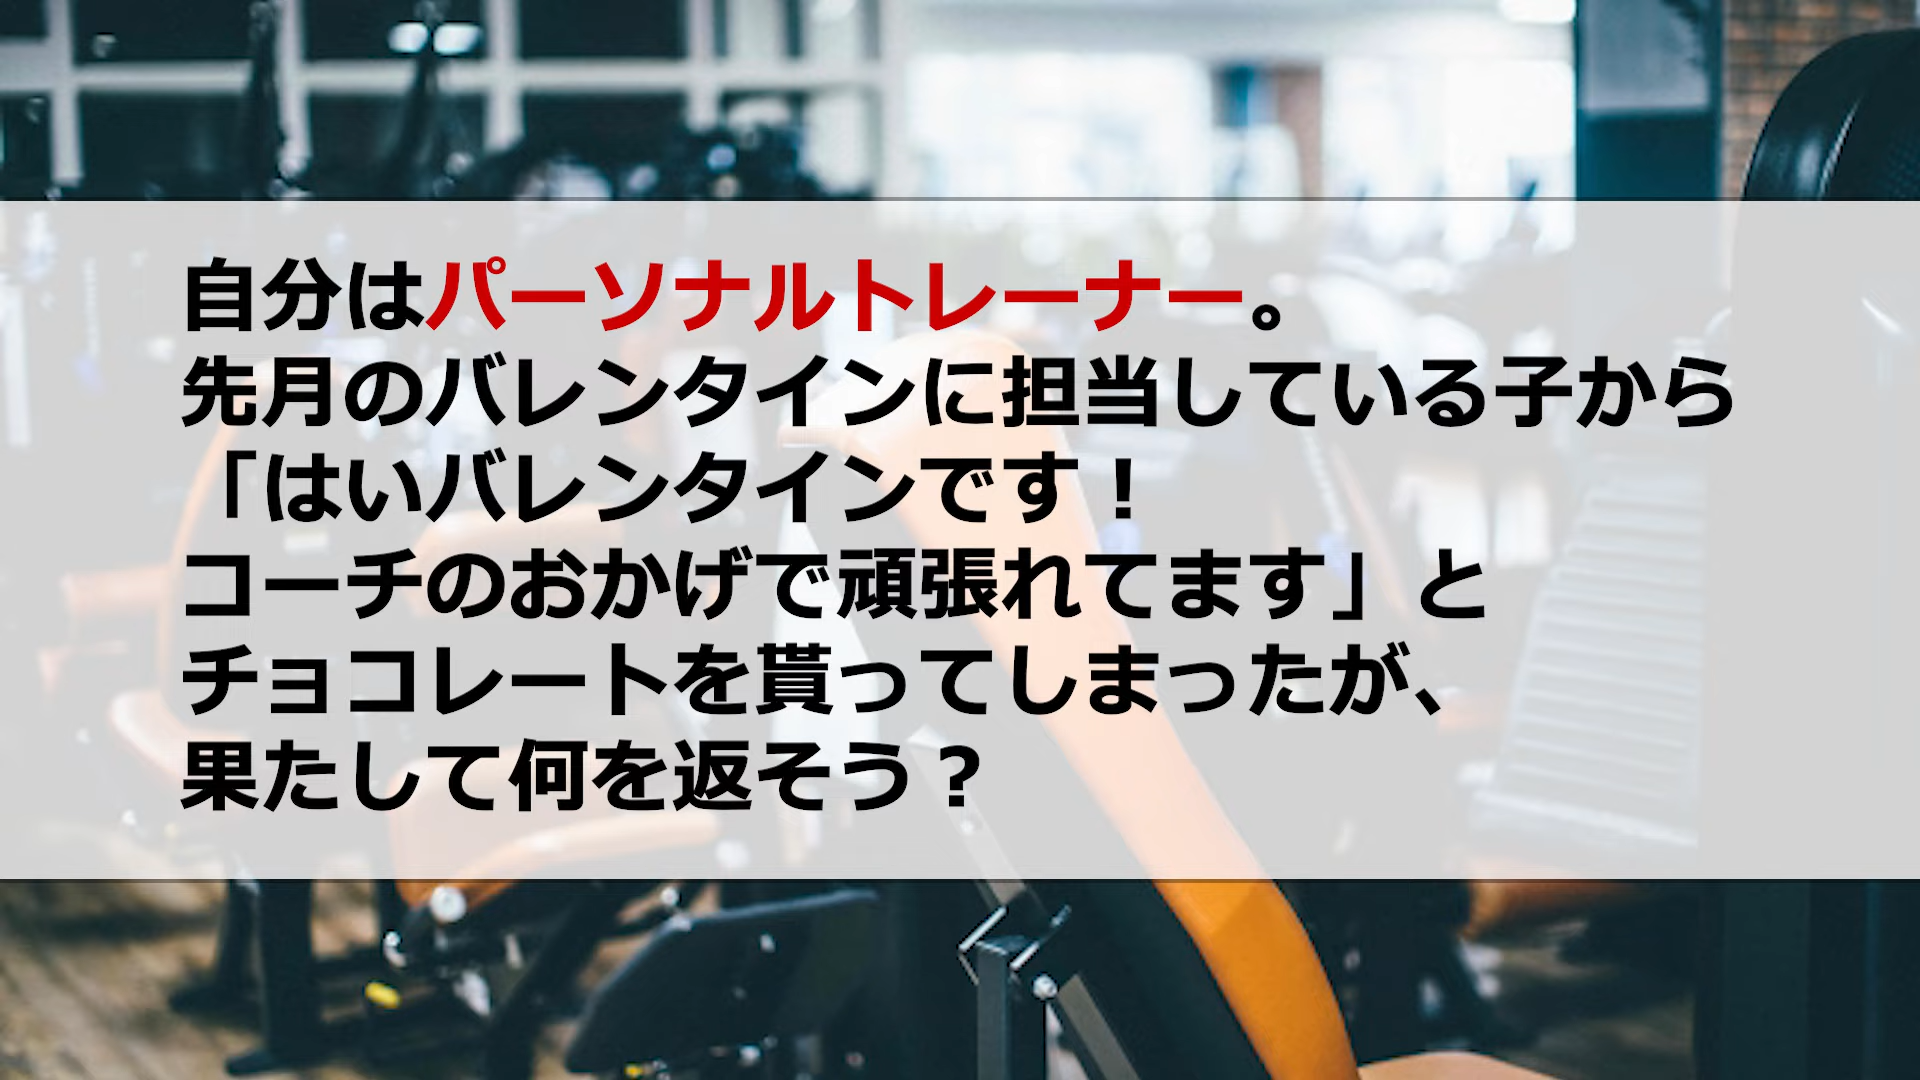 自分はパーソナルトレーナー。
先月のバレンタインに担当している子から
「はいバレンタインです！
コーチのおかげで頑張れてます」と
チョコレートを貰ってしまったが、
果たして何を返そう？